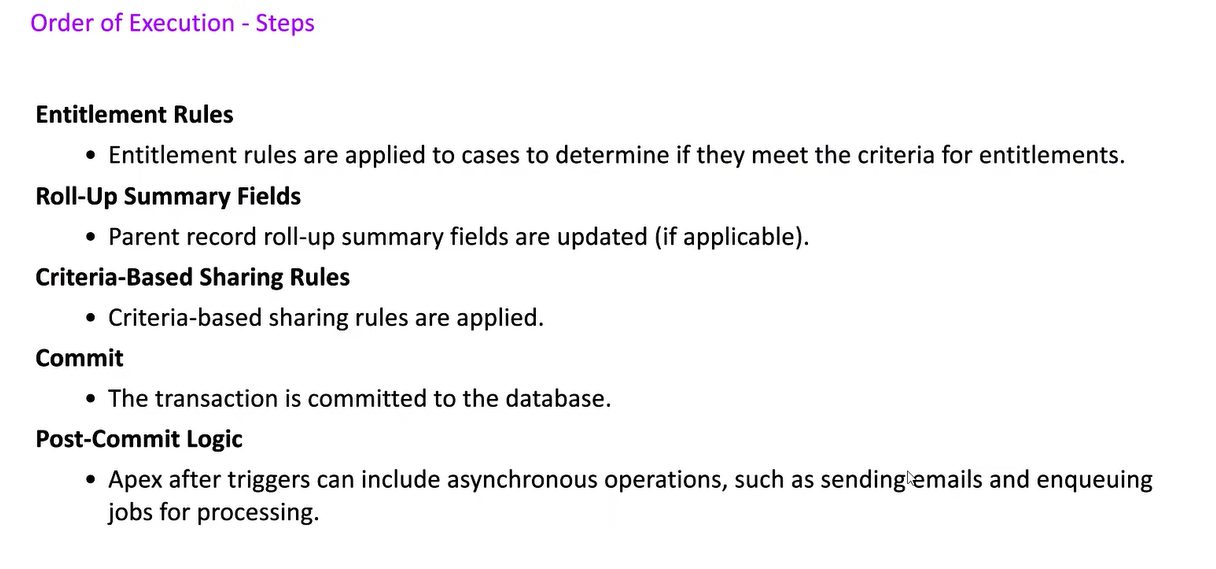 Order of Execution - Steps
Entitlement Rules
• Entitlement rules are applied to cases to determine if they meet the criteria for entitlements.
Roll-Up Summary Fields
• Parent record roll-up summary fields are updated (if applicable).
Criteria-Based Sharing Rules
• Criteria-based sharing rules are applied.
Commit
• The transaction is committed to the database.
Post-Commit Logic
• Apex after triggers can include asynchronous operations, such as sending emails and enqueuing
jobs for processing.